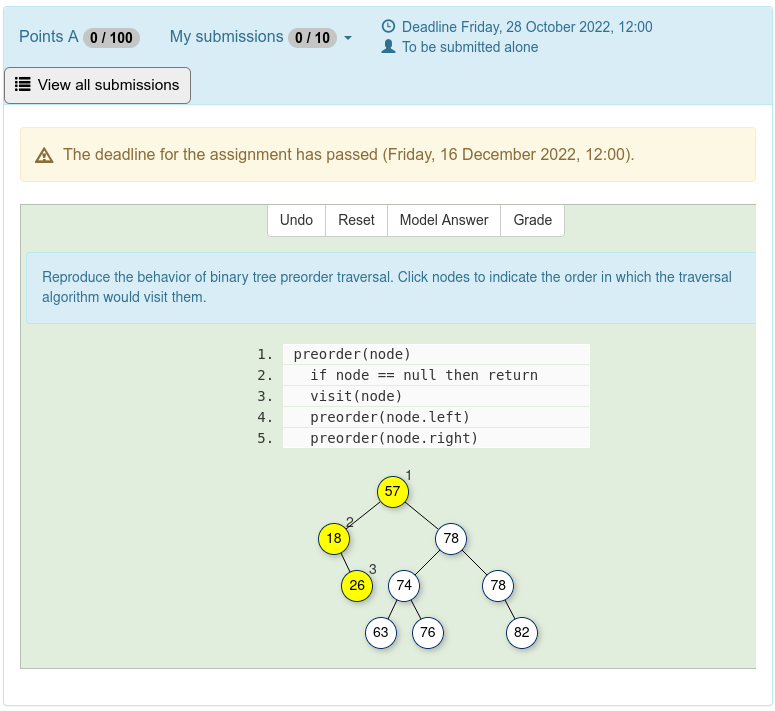 Points A 0 / 100 My submissions 0 / 10
Deadline Friday, 28 October 2022, 12:00
To be submitted alone
View all submissions
The deadline for the assignment has passed (Friday, 16 December 2022, 12:00).
Undo Reset Model Answer Grade
Reproduce the behavior of binary tree preorder traversal. Click nodes to indicate the order in which the traversal
algorithm would visit them.
1. preorder(node)
2. if node == null then return
3. visit(node)
4. preorder(node.left)
5. preorder(node.right)
1
57
2
18 78
3
26 74 78
63 76 82